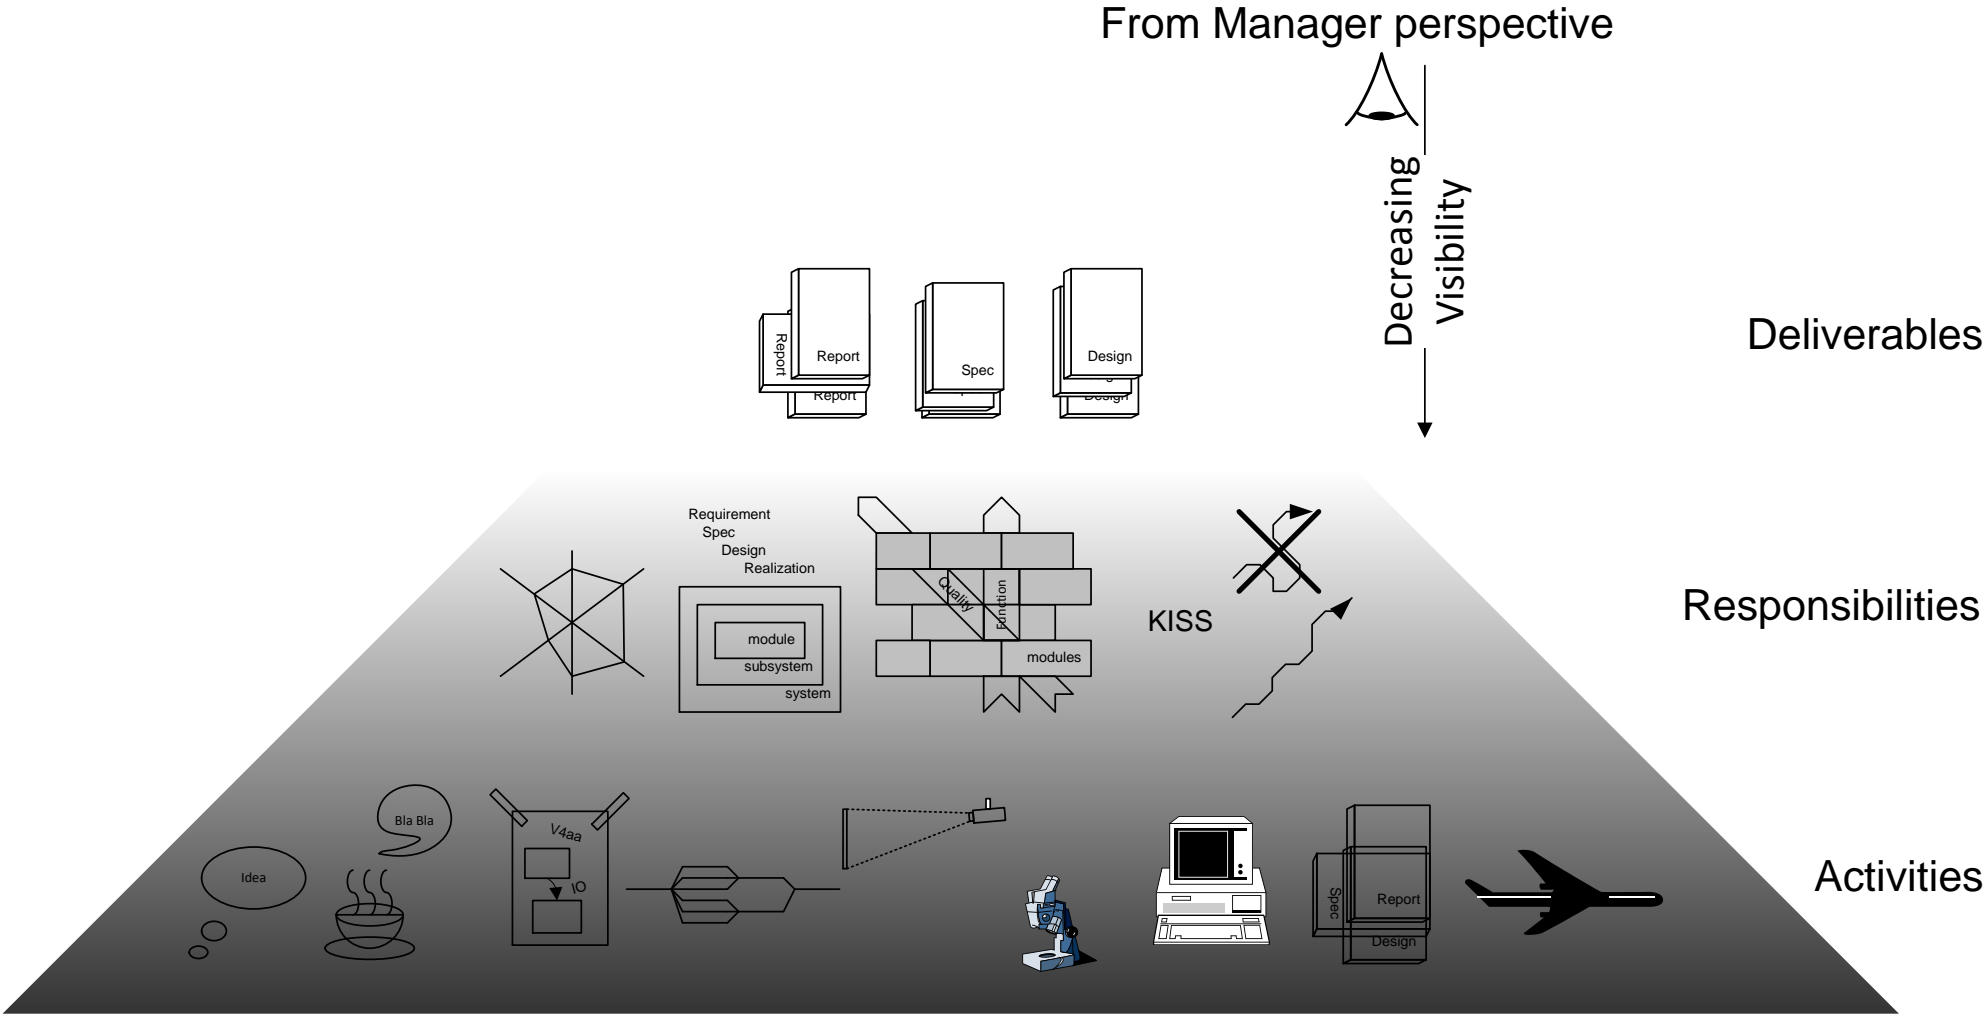 From Manager perspective
Decreasing
Visibility
Deliverables
Report
Report
Report
Spec
Design
Design
Responsibilities
Requirement
Spec
Design
Realization
module
subsystem
system
Quality
Function
modules
KISS
Activities
Bla Bla
Idea
V4aa
IO
Spec
Report
Design